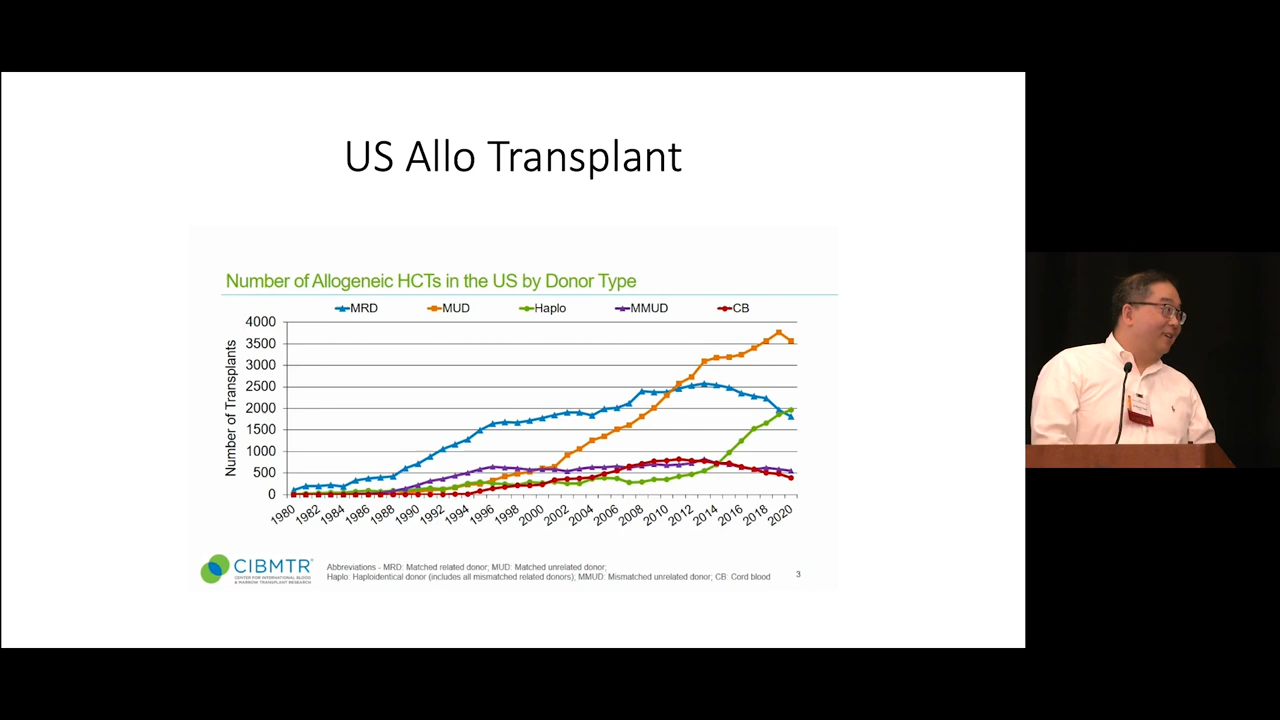 US Allo Transplant
Number of Allogeneic HCTs in the US by Donor Type
MRD MUD Haplo MMUD CB
Number of Transplants
4000
3500
3000
2500
2000
1500
1000
500
0
1980 1982 1984 1986 1988 1990 1992 1994 1996 1998 2000 2002 2004 2006 2008 2010 2012 2014 2016 2018 2020
CIBMTR®
CENTER FOR INTERNATIONAL BLOOD
& MARROW TRANSPLANT RESEARCH
Abbreviations - MRD: Matched related donor; MUD: Matched unrelated donor;
Haplo: Haploidentical donor (includes all mismatched related donors); MMUD: Mismatched unrelated donor; CB: Cord blood
3